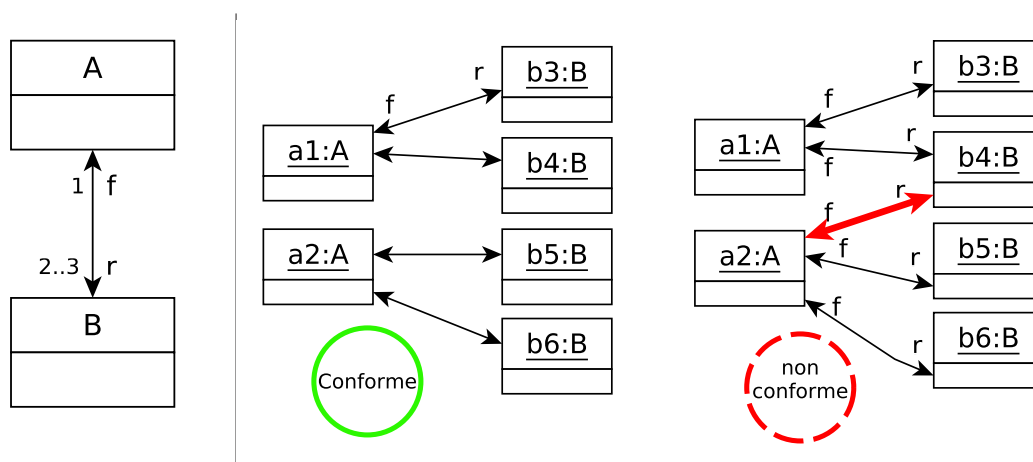 A
1
f
2..3
r
B
a1:A
f
r
b3:B
b4:B
a2:A
b5:B
b6:B
Conforme
a1:A
f
r
b3:B
f
r
b4:B
a2:A
f
r
f
r
b5:B
f
r
b6:B
non
conforme